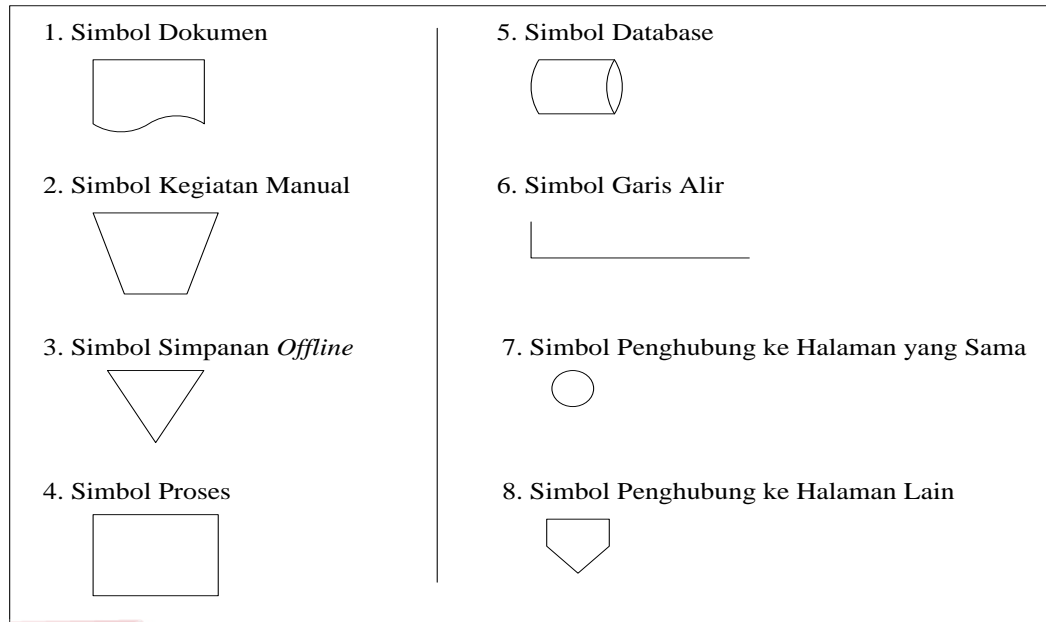 1. Simbol Dokumen
2. Simbol Kegiatan Manual
3. Simbol Simpanan Offline
4. Simbol Proses
5. Simbol Database
6. Simbol Garis Alir
7. Simbol Penghubung ke Halaman yang Sama
8. Simbol Penghubung ke Halaman Lain